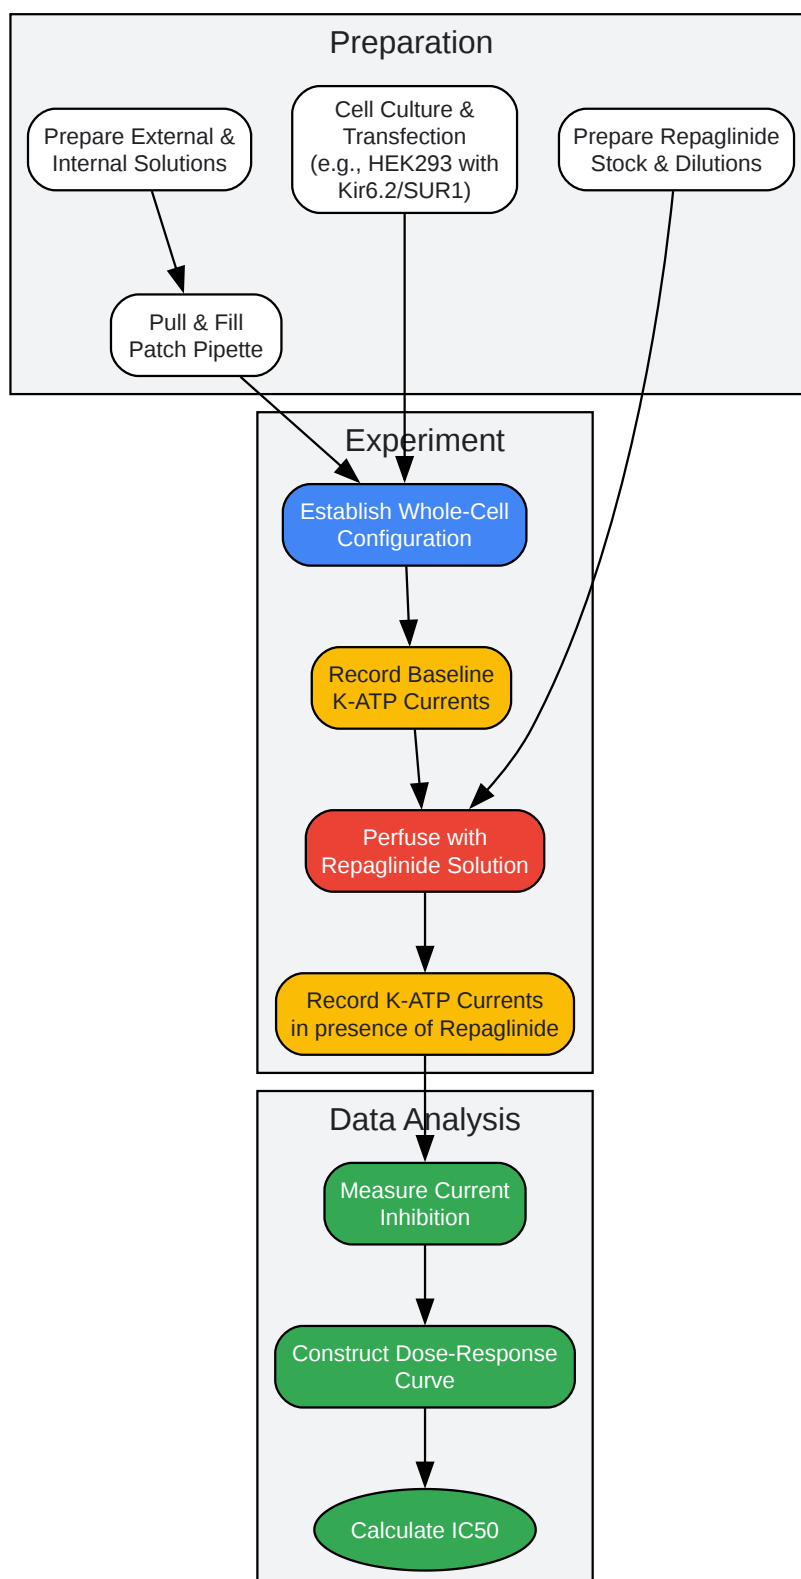 Preparation
Prepare External &
Internal Solutions
Cell Culture &
Transfection
(e.g., HEK293 with
Kir6.2/SUR1)
Prepare Repaglinide
Stock & Dilutions
Pull & Fill
Patch Pipette
Experiment
Establish Whole-Cell
Configuration
Record Baseline
K-ATP Currents
Perfuse with
Repaglinide Solution
Record K-ATP Currents
in presence of Repaglinide
Data Analysis
Measure Current
Inhibition
Construct Dose-Response
Curve
Calculate IC50